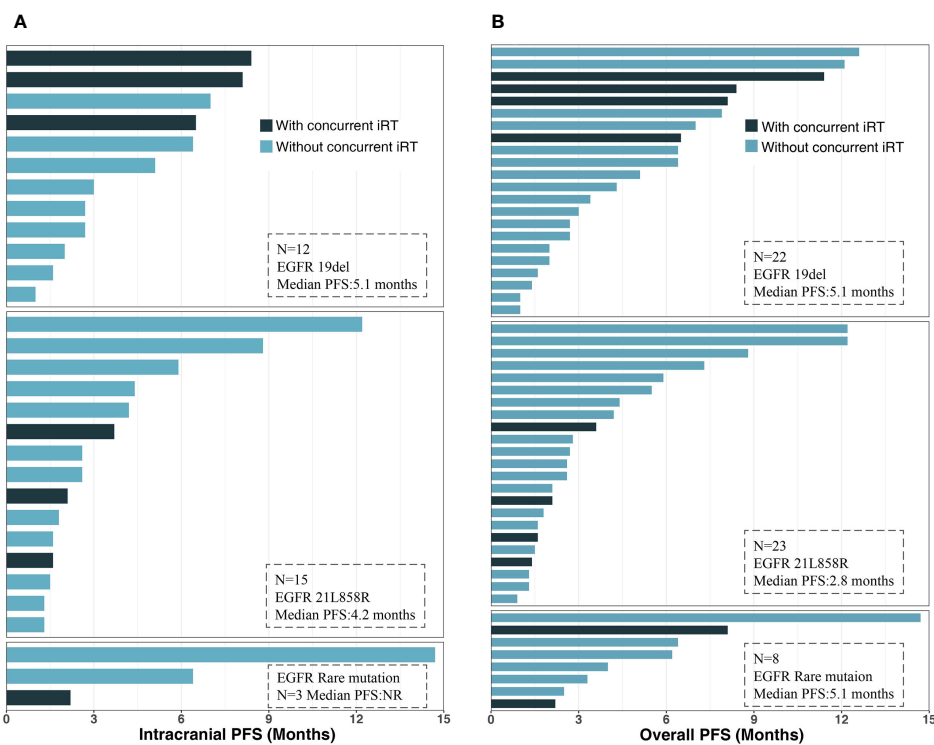 A
With concurrent iRT
Without concurrent iRT
N=12
EGFR 19del
Median PFS:5.1 months
N=15
EGFR 21L858R
Median PFS:4.2 months
EGFR Rare mutation
N=3 Median PFS:NR
0 3 6 9 12 15
Intracranial PFS (Months)
B
With concurrent iRT
Without concurrent iRT
N=22
EGFR 19del
Median PFS:5.1 months
N=23
EGFR 21L858R
Median PFS:2.8 months
N=8
EGFR Rare mutaion
Median PFS:5.1 months
0 3 6 9 12 15
Overall PFS (Months)